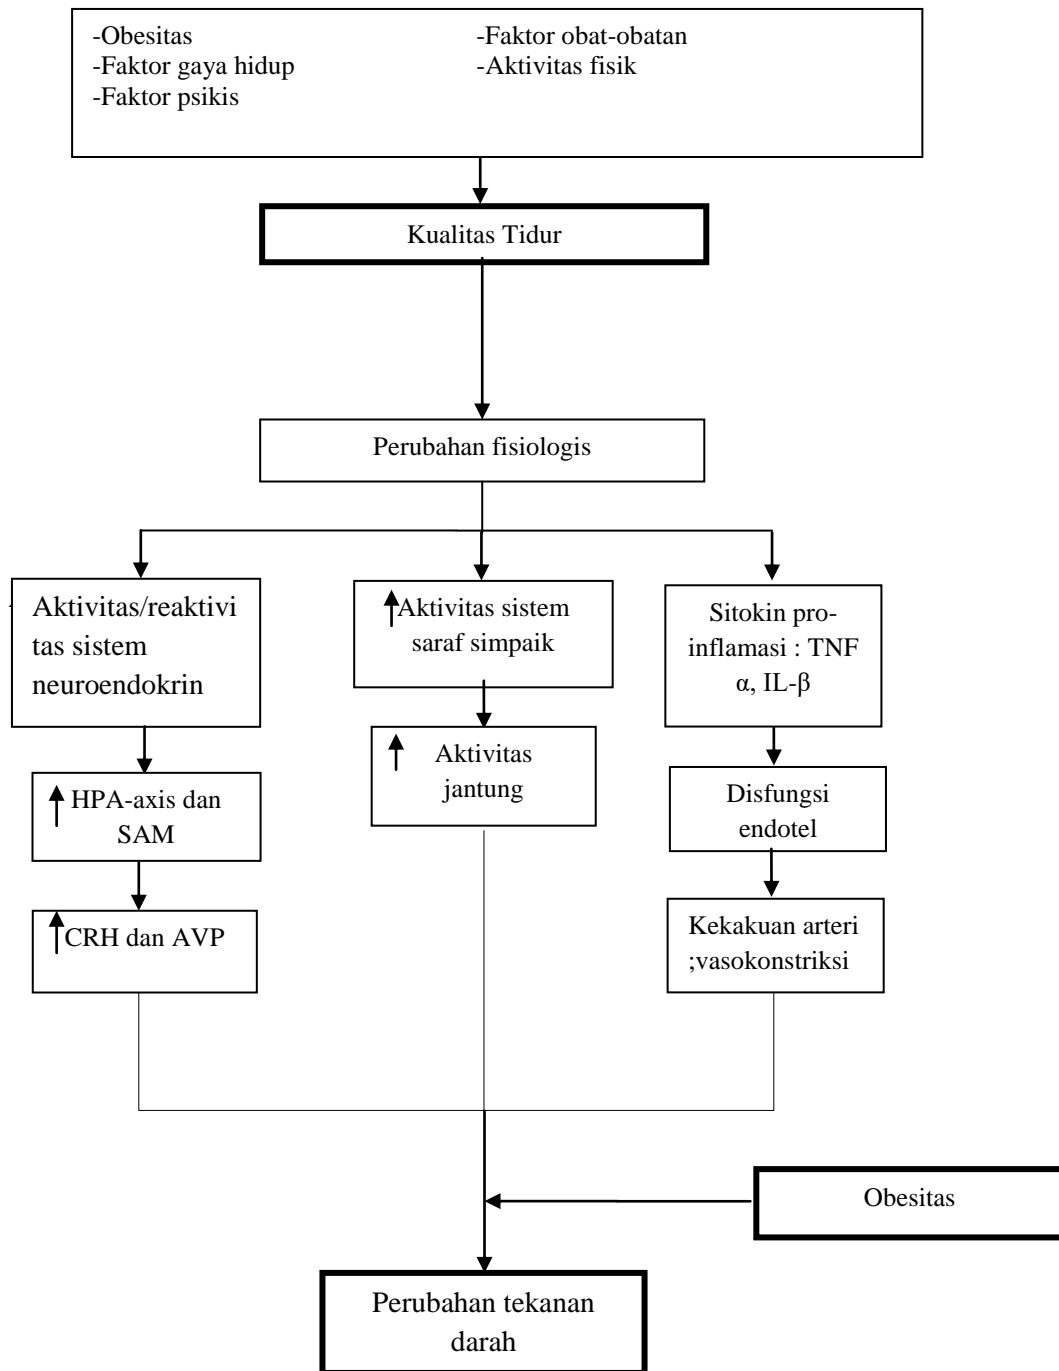 -Obesitas
-Faktor gaya hidup
-Faktor psikis
-Faktor obat-obatan
-Aktivitas fisik
Kualitas Tidur
Perubahan fisiologis
Aktivitas/reaktivi
tas sistem
neuroendokrin
Aktivitas sistem
saraf simpaik
Sitokin pro-
inflamasi : TNF
α, IL-β
HPA-axis dan
SAM
Aktivitas
jantung
Disfungsi
endotel
CRH dan AVP
Kekakuan arteri
;vasokonstriksi
Obesitas
Perubahan tekanan
darah